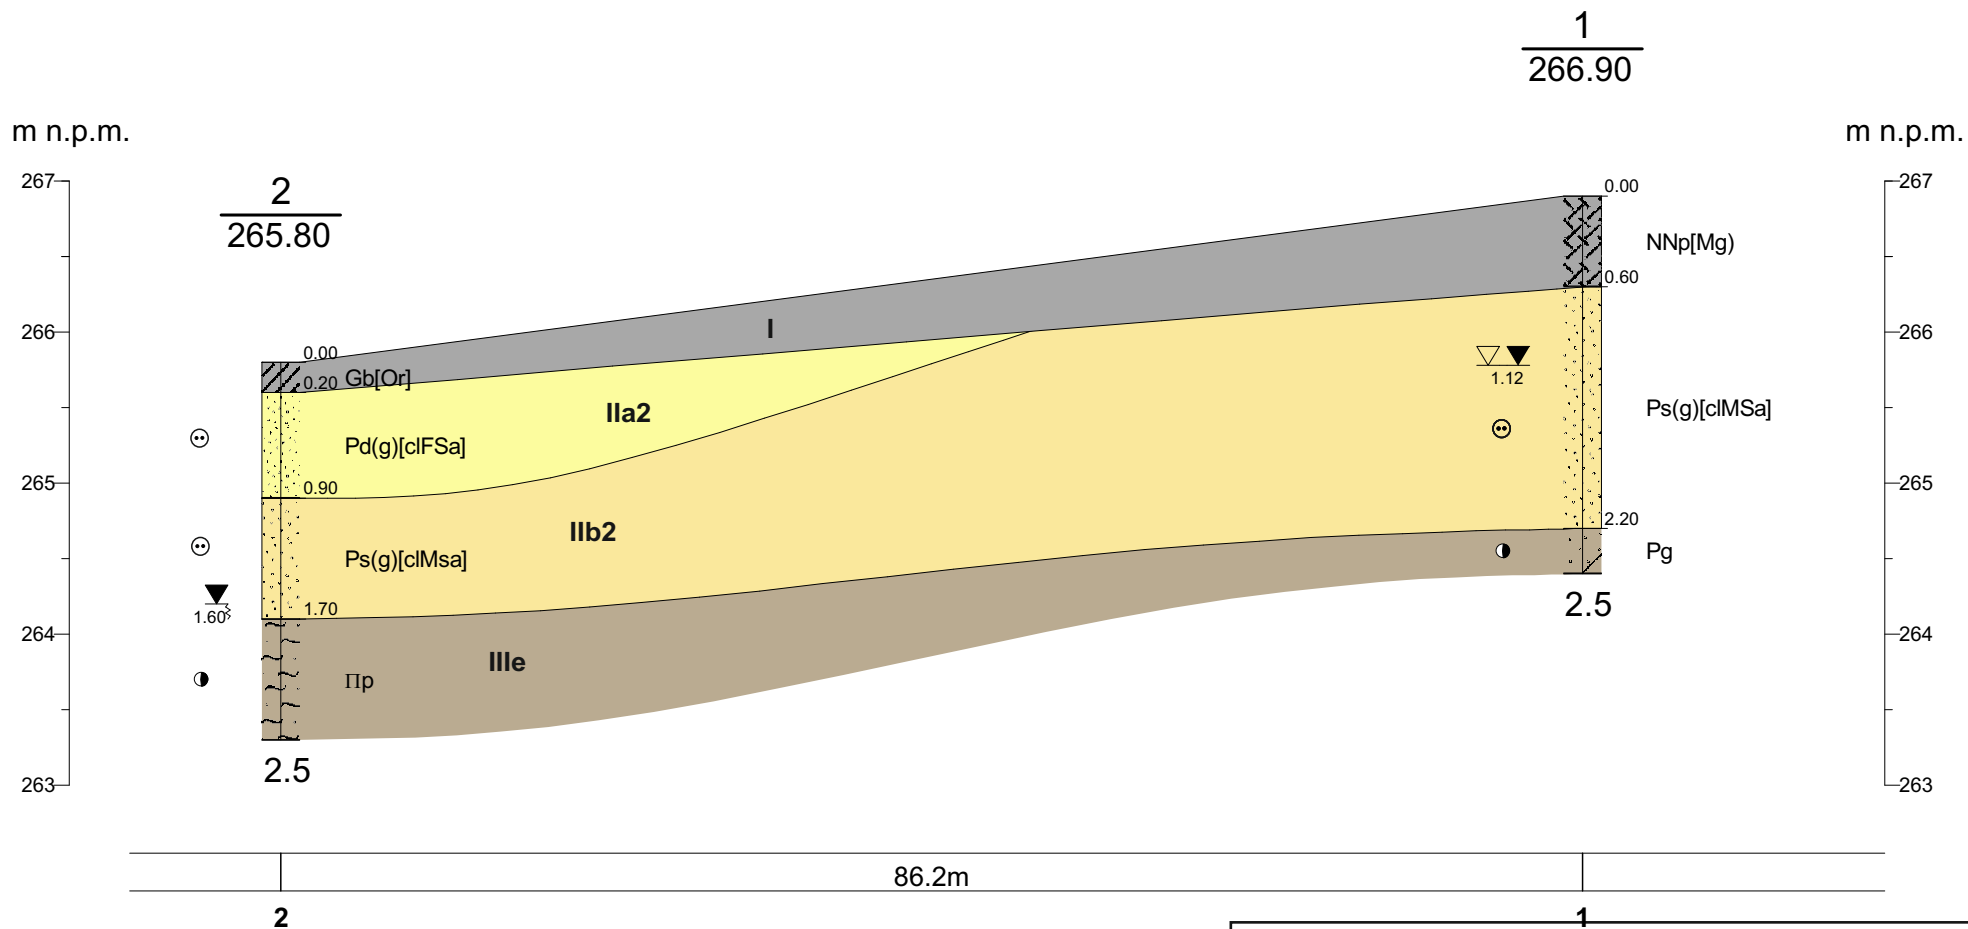 1
266.90
m n.p.m.
m n.p.m.
267
2
265.80
267
0.00
NNp[Mg)
0.60
266
I
266
0.00
0.20
Gb[Or]
1.12
IIa2
Ps(g)[clMSa]
Pd(g)[clFSa]
265
0.90
265
2.20
IIb2
Ps(g)[clMsa]
Pg
1.60
1.70
2.5
264
264
IIIe
Πp
2.5
263
263
86.2m
2
1